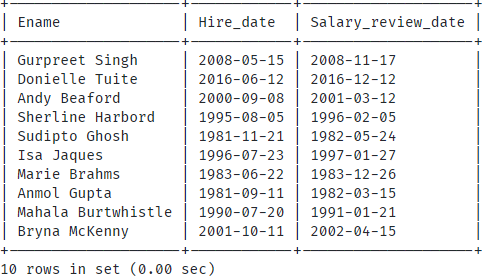 Ename | Hire_date | Salary_review_date
Gurpreet Singh | 2008-05-15 | 2008-11-17
Donielle Tuite | 2016-06-12 | 2016-12-12
Andy Beaford | 2000-09-08 | 2001-03-12
Sherline Harbord | 1995-08-05 | 1996-02-05
Sudipto Ghosh | 1981-11-21 | 1982-05-24
Isa Jaques | 1996-07-23 | 1997-01-27
Marie Brahms | 1983-06-22 | 1983-12-26
Anmol Gupta | 1981-09-11 | 1982-03-15
Mahala Burtwhistle | 1990-07-20 | 1991-01-21
Bryna McKenny | 2001-10-11 | 2002-04-15
10 rows in set (0.00 sec)